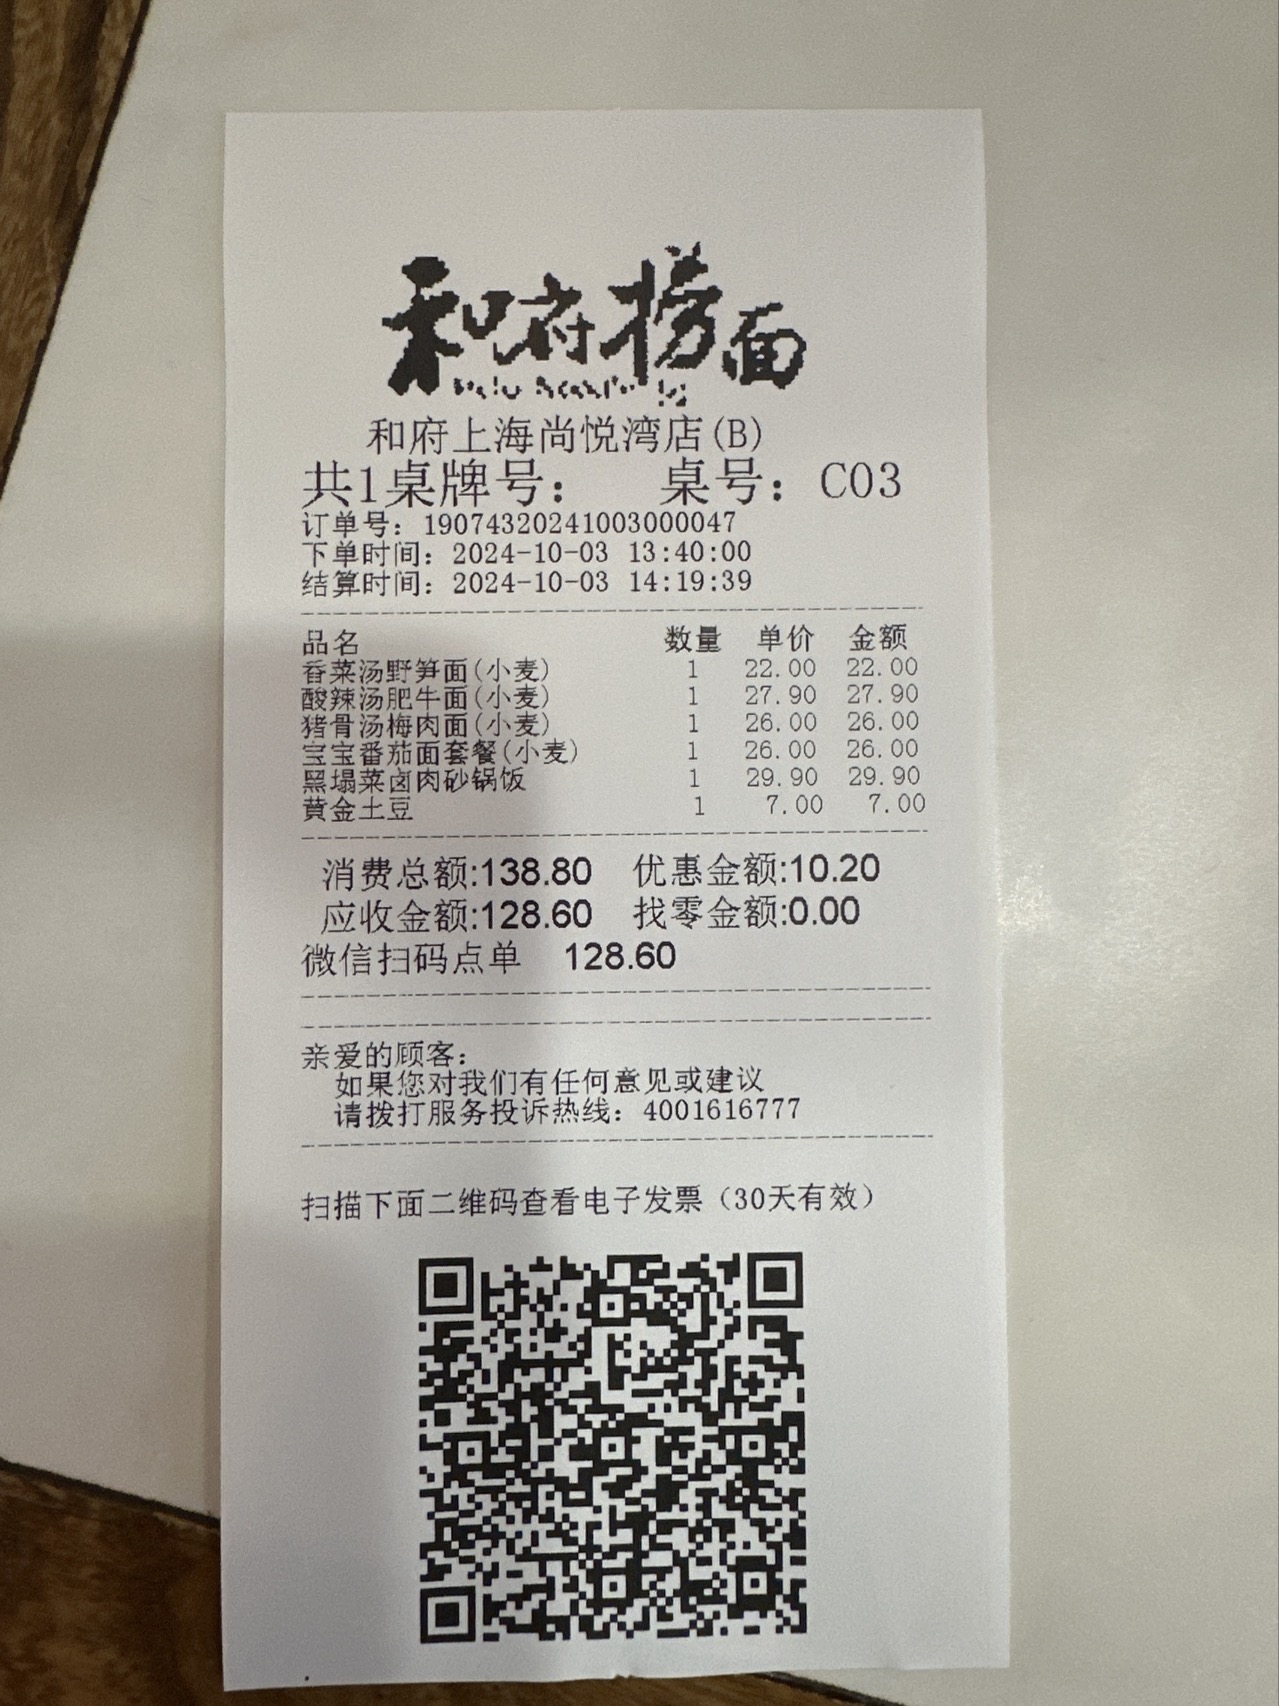 和府捞面
和府上海尚悦湾店(B)
共1桌牌号： 桌号：C03
订单号：19074320241003000047
下单时间：2024-10-03 13:40:00
结算时间：2024-10-03 14:19:39
品名 数量 单价 金额
香菜汤野笋面(小麦) 1 22.00 22.00
酸辣汤肥牛面(小麦) 1 27.90 27.90
猪骨汤梅肉面(小麦) 1 26.00 26.00
宝宝番茄面套餐(小麦) 1 26.00 26.00
黑塌菜卤肉砂锅饭 1 29.90 29.90
黄金土豆 1 7.00 7.00
消费总额:138.80 优惠金额:10.20
应收金额:128.60 找零金额:0.00
微信扫码点单 128.60
亲爱的顾客：
如果您对我们有任何意见或建议
请拨打服务投诉热线：4001616777
扫描下面二维码查看电子发票（30天有效）